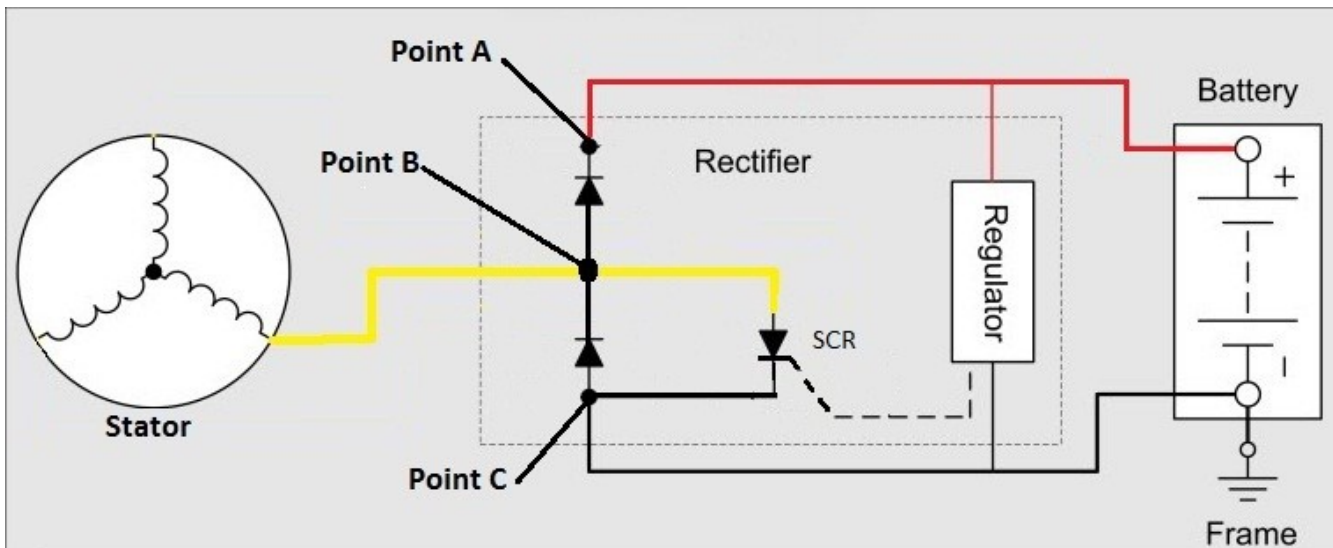 Point A
Battery
Point B
Rectifier
+
Regulator
SCR
−
Stator
Point C
Frame